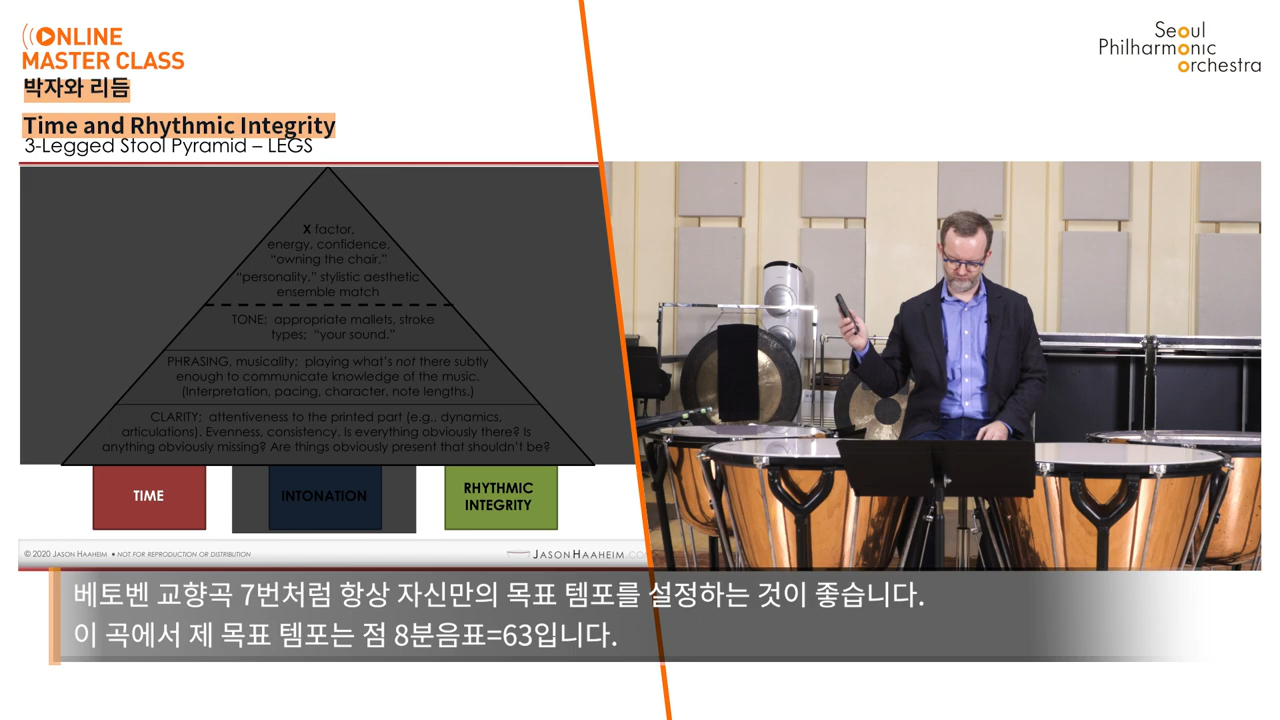 ONLINE
MASTER CLASS
박자와 리듬
Time and Rhythmic Integrity
3-Legged Stool Pyramid – LEGS
Seoul
Philharmonic
Orchestra
X factor,
energy, confidence,
“owning the chair.”
“personality,” stylistic aesthetic
ensemble match
TONE; appropriate mallets, stroke
types; “your sound.”
PHRASING, musicality; playing what’s not there subtly
enough to communicate knowledge of the music.
(Interpretation, pacing, character, note lengths.)
CLARITY; attentiveness to the printed part (e.g., dynamics,
articulations). Evenness, consistency. Is everything obviously there? Is
anything obviously missing? Are things obviously present that shouldn’t be?
TIME
INTONATION
RHYTHMIC
INTEGRITY
© 2020 JASON HAAHEIM • NOT FOR REPRODUCTION OR DISTRIBUTION
JASONHAAHEIM.CO
베토벤 교향곡 7번처럼 항상 자신만의 목표 템포를 설정하는 것이 좋습니다.
이 곡에서 제 목표 템포는 점 8분음표=63입니다.